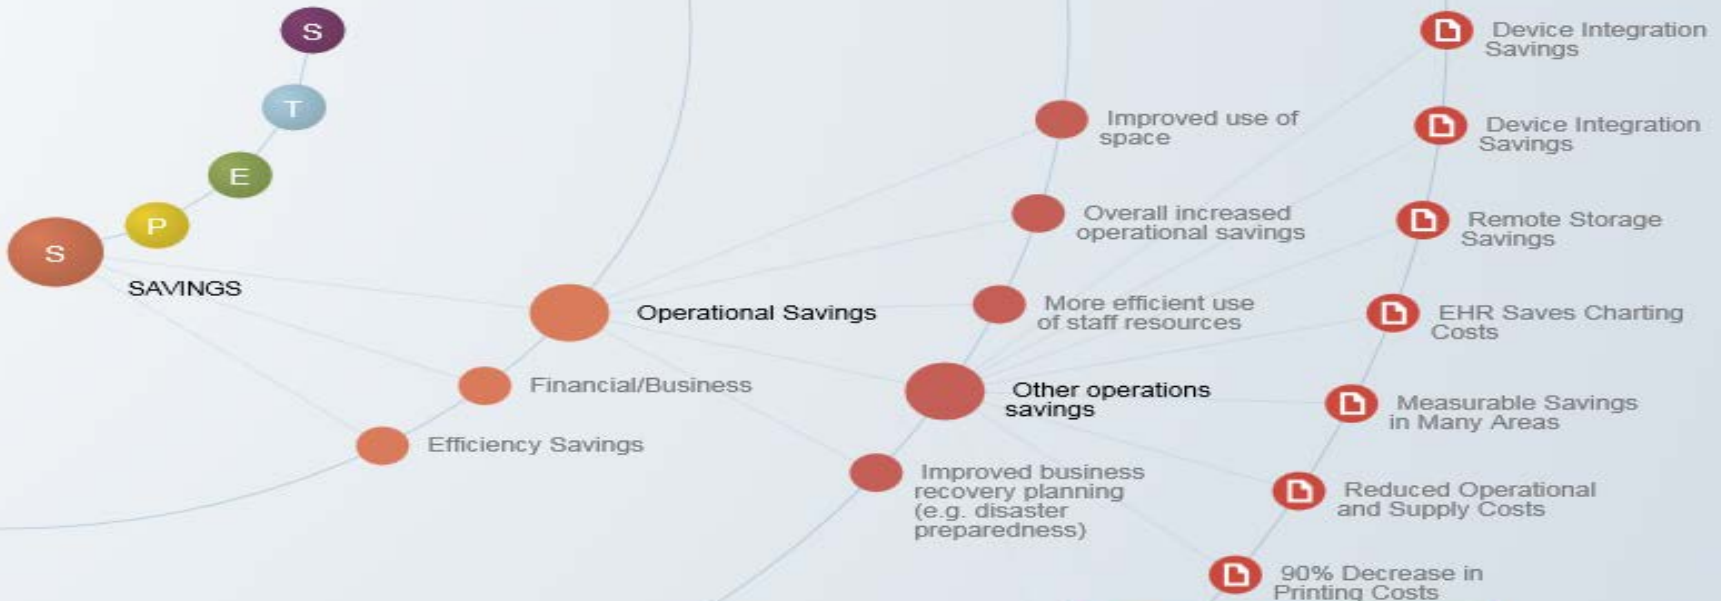 S
T
E
P
S
SAVINGS
Operational Savings
Financial/Business
Efficiency Savings
Improved use of
space
Overall increased
operational savings
More efficient use
of staff resources
Other operations
savings
Improved business
recovery planning
(e.g. disaster
preparedness)
Device Integration
Savings
Device Integration
Savings
Remote Storage
Savings
EHR Saves Charting
Costs
Measurable Savings
in Many Areas
Reduced Operational
and Supply Costs
90% Decrease in
Printing Costs